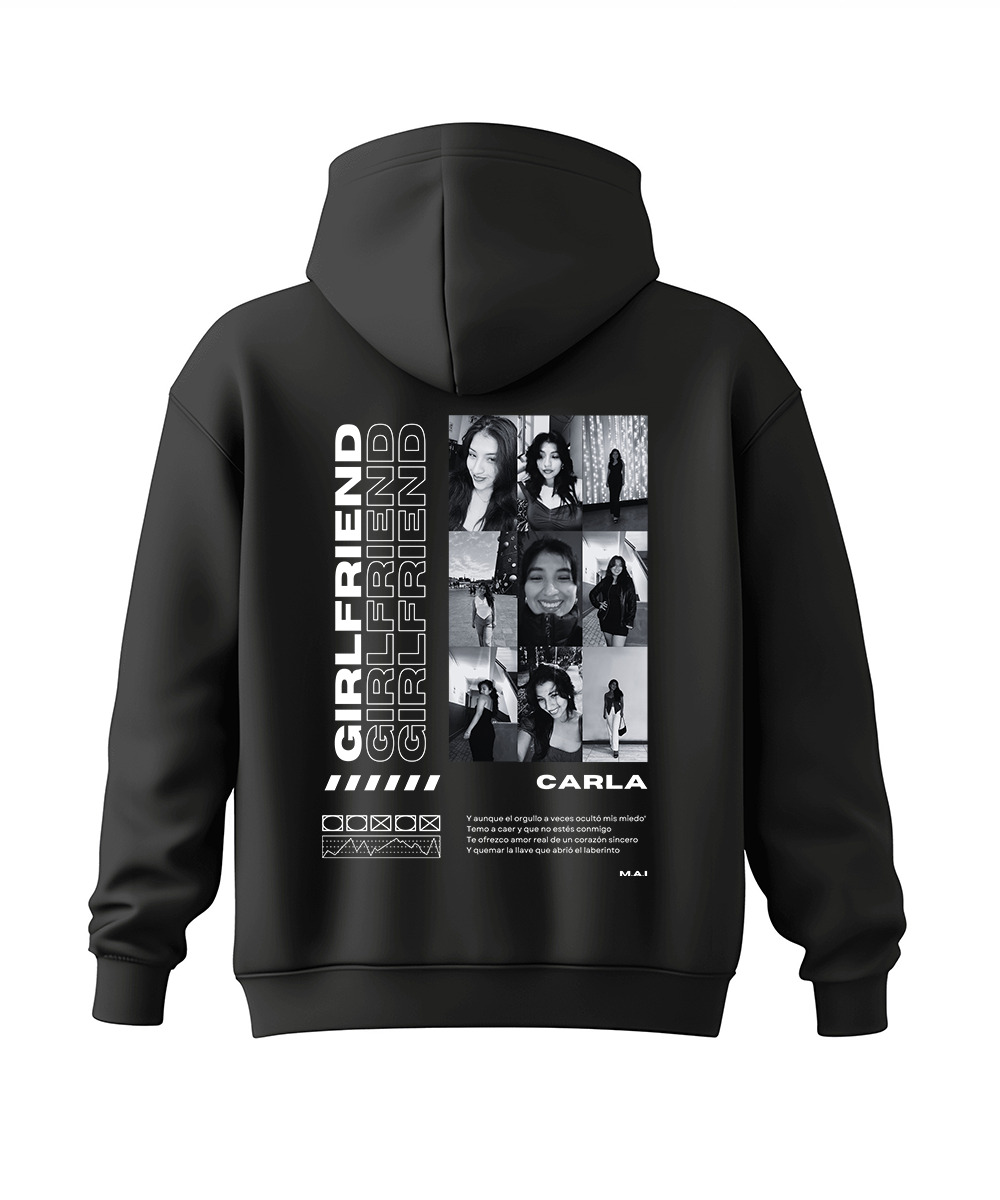 GIRLFRIEND
GIRLFRIEND
GIRLFRIEND
CARLA
Y aunque el orgullo a veces ocultó mis miedo'
Temo a caer y que no estés conmigo
Te ofrezco amor real de un corazón sincero
Y quemar la llave que abrió el laberinto
M.A.I